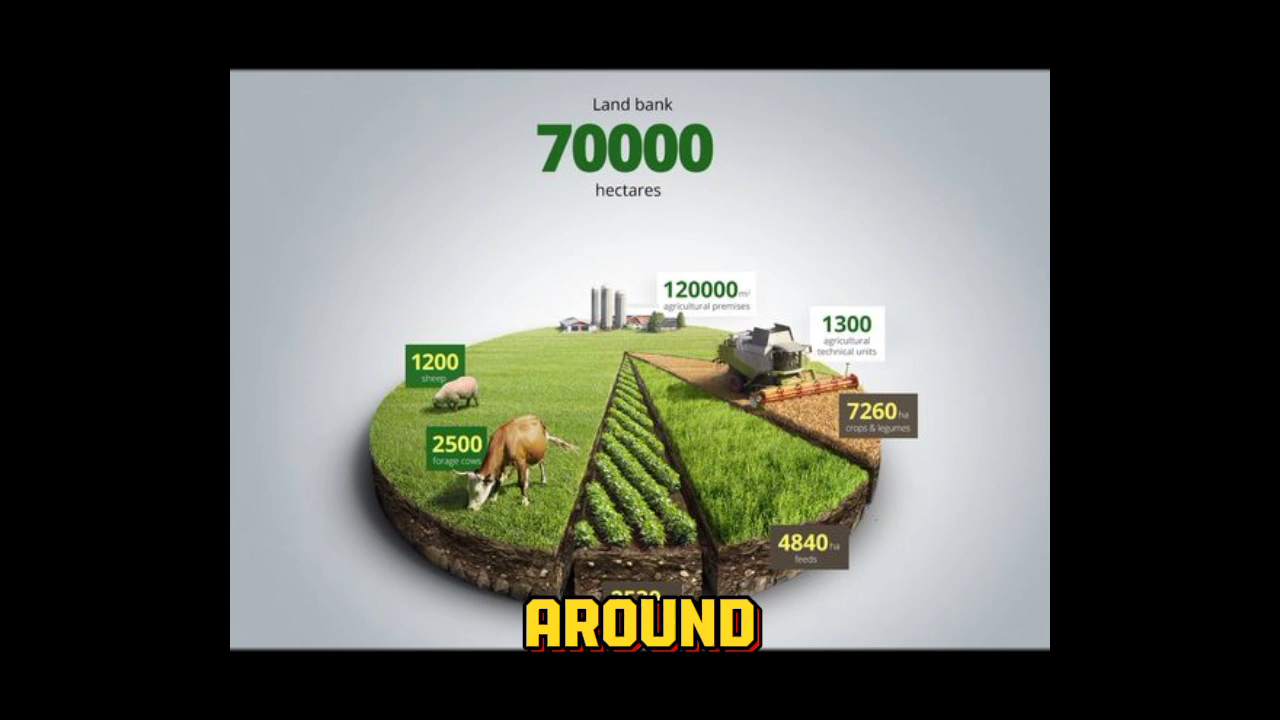 Land bank
70000
hectares
120000 m²
agricultural premises
1300
agricultural
technical units
1200
sheep
7260 ha
crops & legumes
2500
forage cows
4840 ha
feeds
AROUND